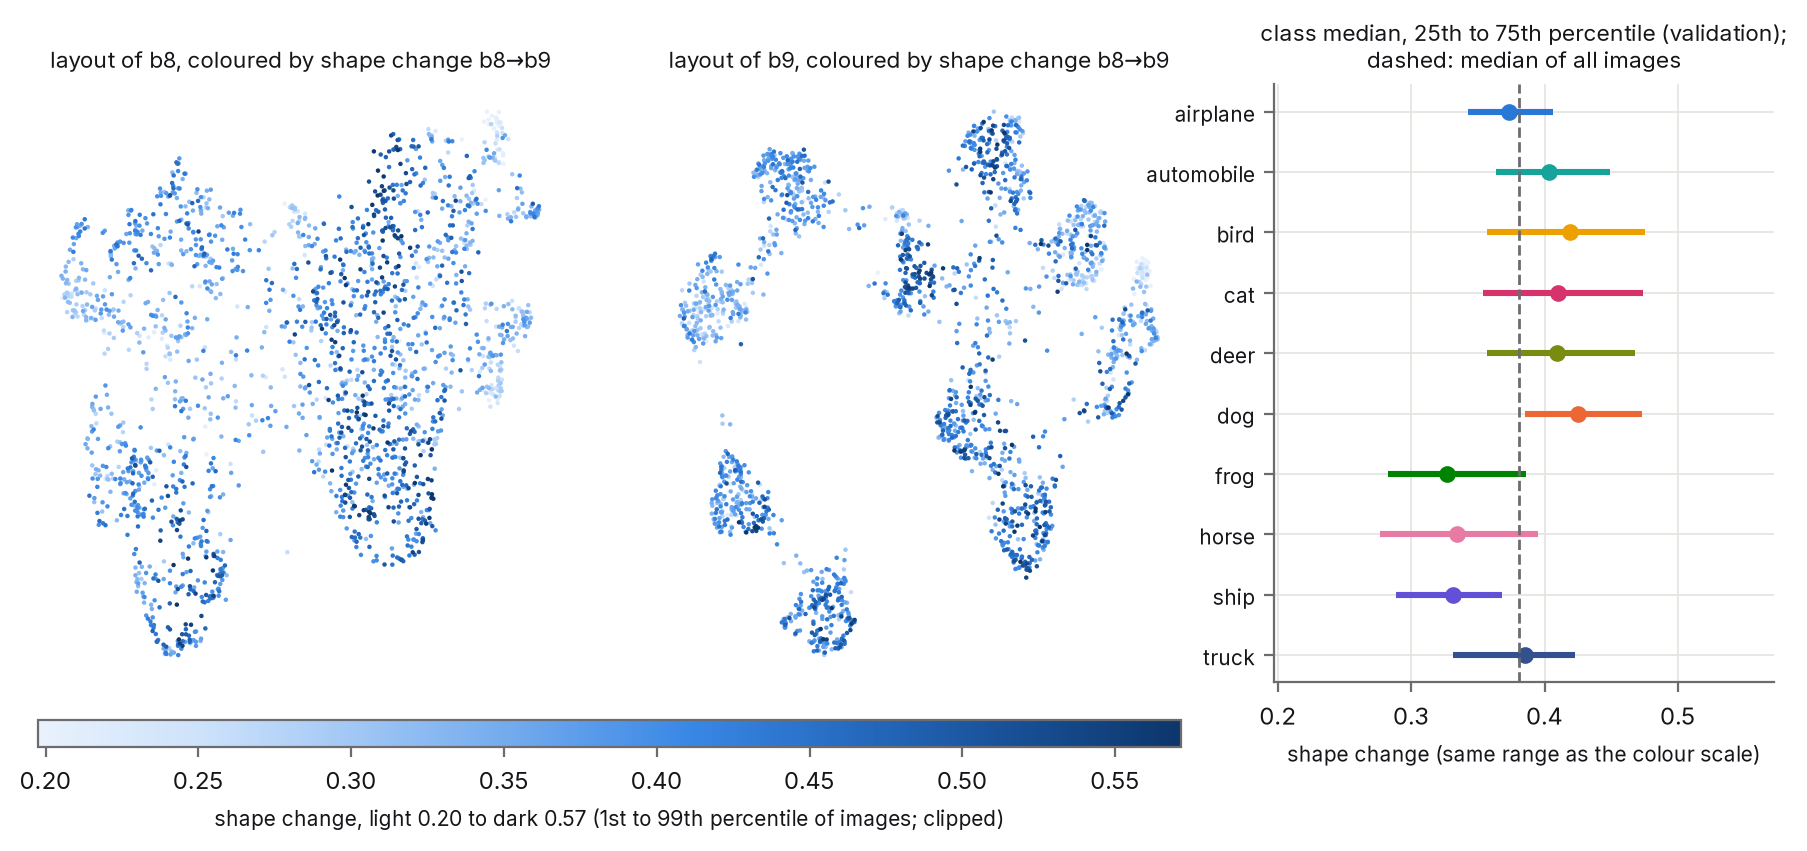 layout of b8, coloured by shape change b8→b9
layout of b9, coloured by shape change b8→b9
class median, 25th to 75th percentile (validation);
dashed: median of all images
airplane
automobile
bird
cat
deer
dog
frog
horse
ship
truck
0.2 0.3 0.4 0.5
shape change (same range as the colour scale)
0.20 0.25 0.30 0.35 0.40 0.45 0.50 0.55
shape change, light 0.20 to dark 0.57 (1st to 99th percentile of images; clipped)